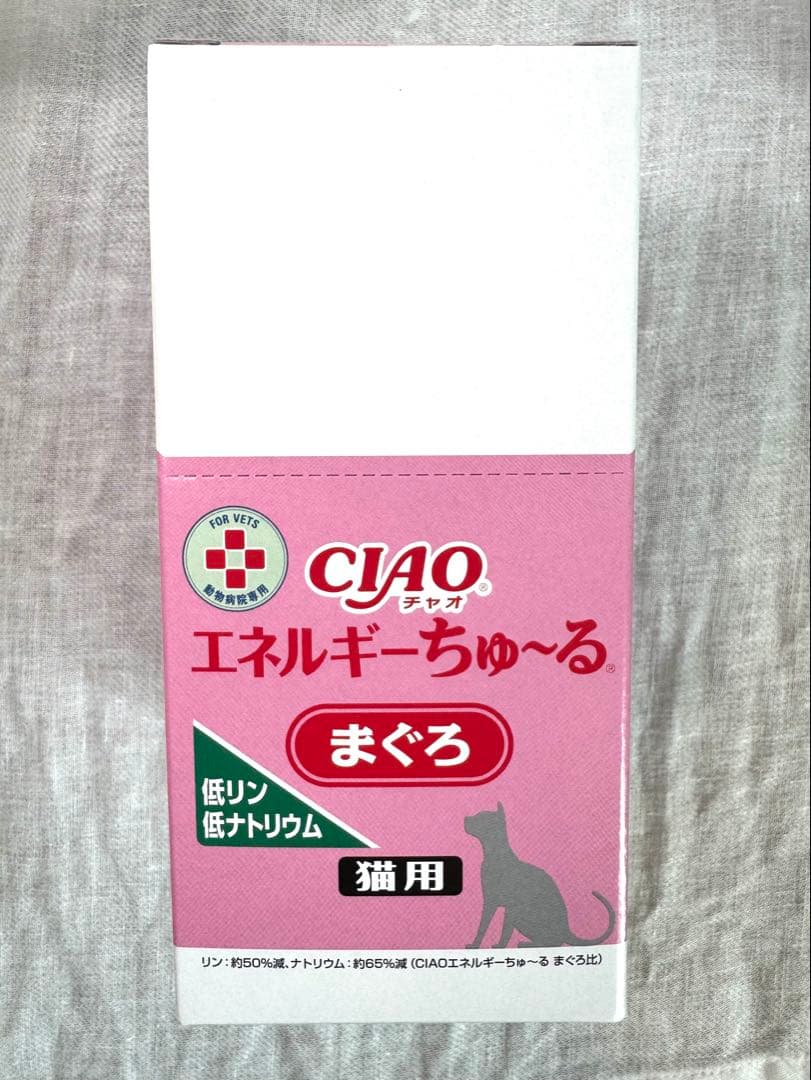 FOR VETS
動物病院専用
CIAO®
チャオ
エネルギーちゅ～る®
まぐろ
低リン
低ナトリウム
猫用
リン：約50%減、ナトリウム：約65%減（CIAOエネルギーちゅ～る まぐろ比）